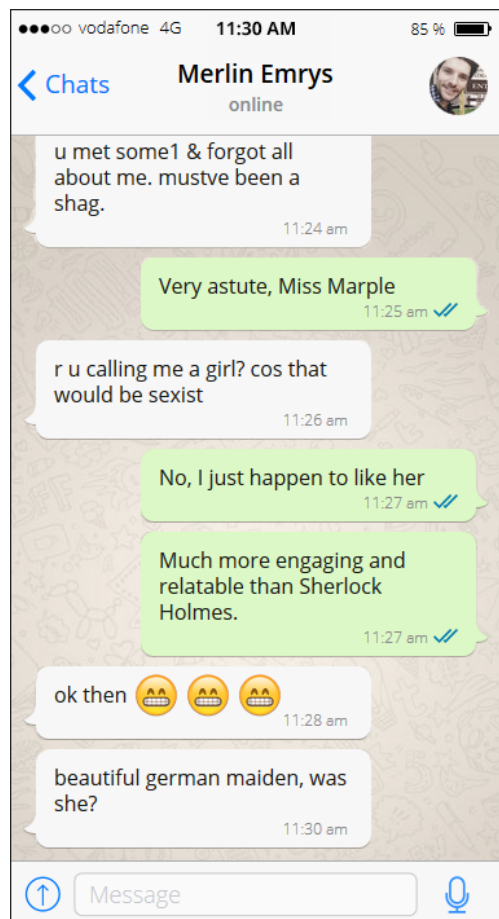 vodafone 4G 11:30 AM 85 %
Chats
Merlin Emrys
online
u met some1 & forgot all
about me. mustve been a
shag.
11:24 am
Very astute, Miss Marple
11:25 am
r u calling me a girl? cos that
would be sexist
11:26 am
No, I just happen to like her
11:27 am
Much more engaging and
relatable than Sherlock
Holmes.
11:27 am
ok then 😁 😁 😁
11:28 am
beautiful german maiden, was
she?
11:30 am
Message